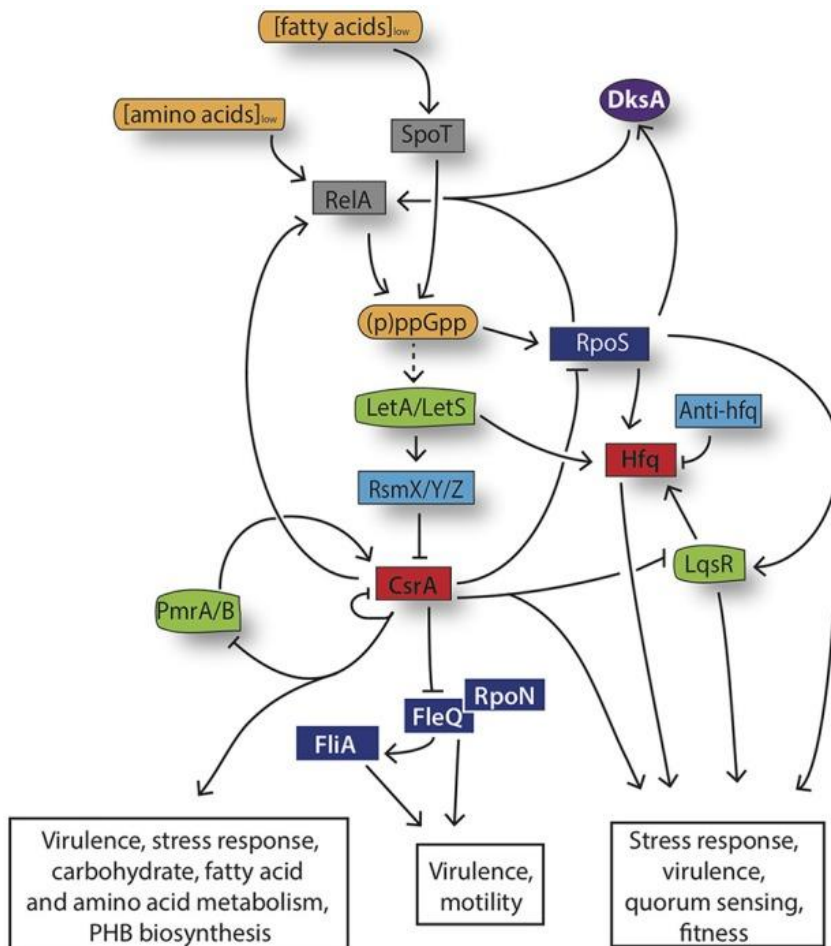 [fatty acids]low
[amino acids]low
DksA
SpoT
RelA
(p)ppGpp
RpoS
LetA/LetS
Anti-hfq
Hfq
RsmX/Y/Z
LqsR
CsrA
PmrA/B
RpoN
FleQ
FliA
Virulence, stress response,
carbohydrate, fatty acid
and amino acid metabolism,
PHB biosynthesis
Virulence,
motility
Stress response,
virulence,
quorum sensing,
fitness